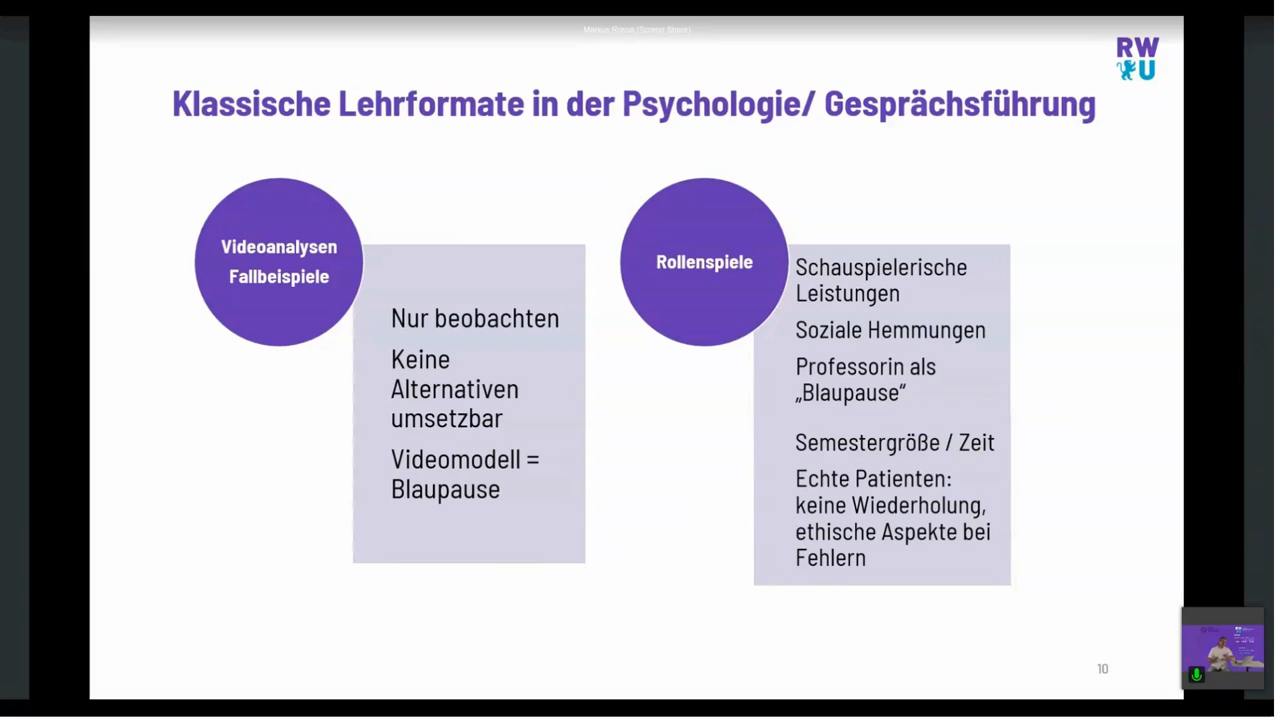 RW
U
Klassische Lehrformate in der Psychologie/ Gesprächsführung
Videoanalysen
Fallbeispiele
Nur beobachten
Keine
Alternativen
umsetzbar
Videomodell =
Blaupause
Rollenspiele
Schauspielerische
Leistungen
Soziale Hemmungen
Professorin als
„Blaupause“
Semestergröße / Zeit
Echte Patienten:
keine Wiederholung,
ethische Aspekte bei
Fehlern
10